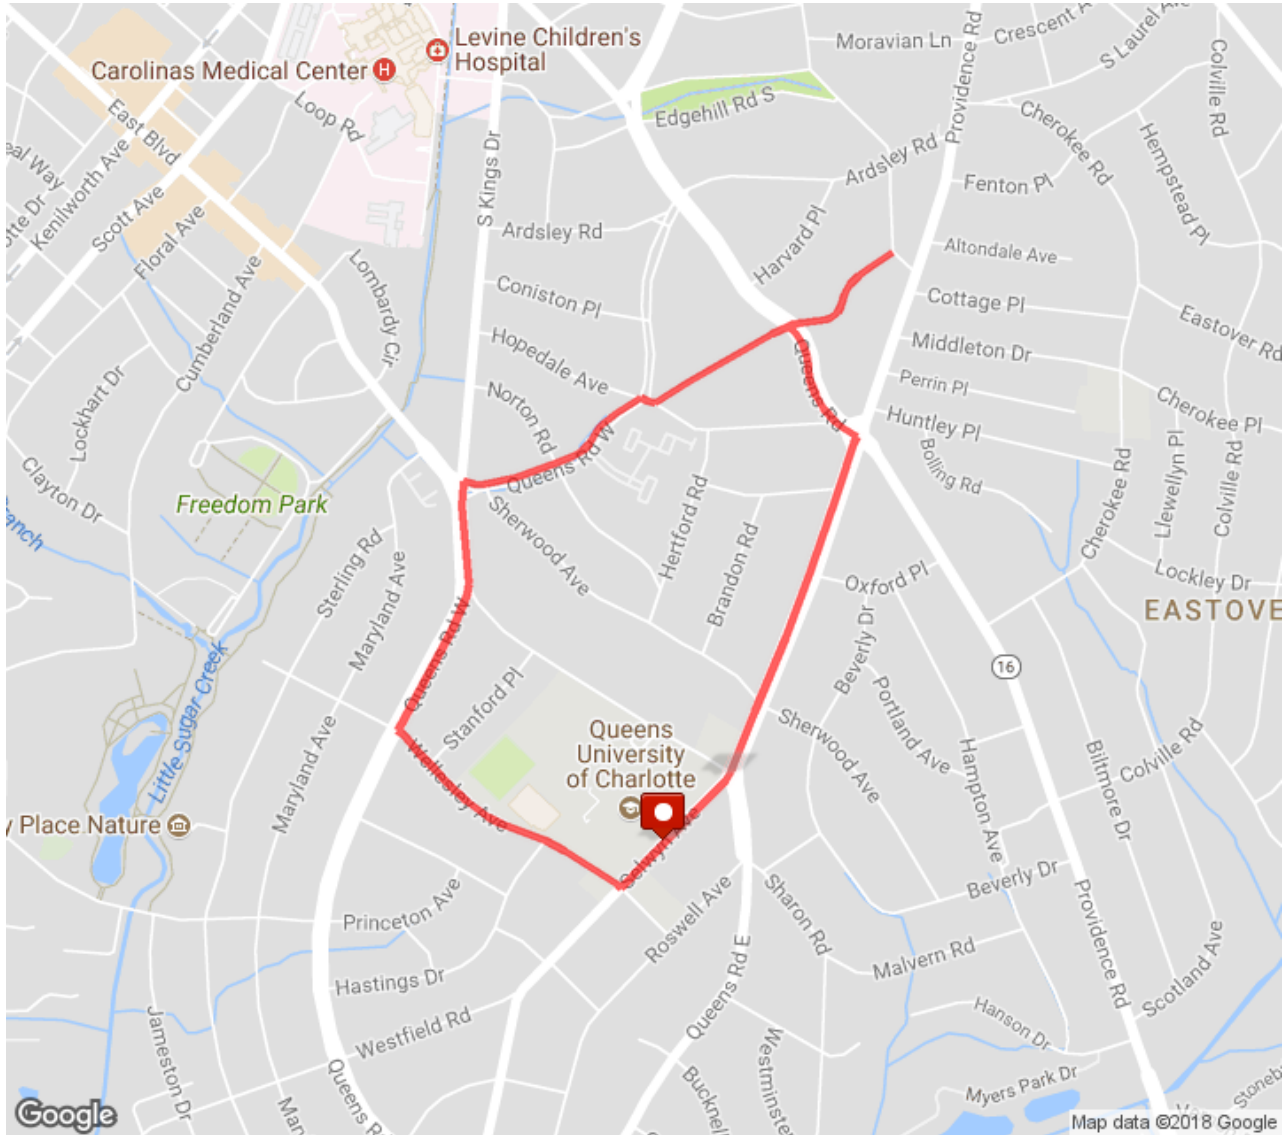 Levine Children's
Hospital
Carolinas Medical Center
H
Moravian Ln
Crescent A
S Laurel Ave
Providence Rd
Colville Rd
Loop Rd
East Blvd
Edgehill Rd S
Cherokee Rd
Hempstead Pl
eal Way
Kenilworth Ave
Scott Ave
Floral Ave
S Kings Dr
Ardsley Rd
Ardsley Rd
Fenton Pl
Harvard Pl
Altondale Ave
Lombardy Cir
Cumberland Ave
Coniston Pl
Cottage Pl
Eastover Rd
Hopedale Ave
Middleton Dr
Queens Rd
Perrin Pl
Cherokee Pl
Lockhart Dr
Norton Rd
Huntley Pl
Queens Rd W
Bolling Rd
Clayton Dr
Freedom Park
Sherwood Ave
Hertford Rd
Cherokee Rd
Llewellyn Pl
Colville Rd
ranch
Sterling Rd
Maryland Ave
Brandon Rd
Oxford Pl
Lockley Dr
EASTOVE
Queens Rd W
Beverly Dr
16
Little Sugar Creek
Stanford Pl
Portland Ave
Queens
University
of Charlotte
Sherwood Ave
Hampton Ave
Biltmore Dr
Colville Rd
Maryland Ave
Wellesley Ave
y Place Nature
Selwyn Ave
Princeton Ave
Roswell Ave
Sharon Rd
Beverly Dr
Providence Rd
Malvern Rd
Scotland Ave
Hastings Dr
Queens Rd E
Westfield Rd
Hanson Dr
Jameston Dr
Queens R
Westminster
Bucknell
Myers Park Dr
Google
Map data ©2018 Google